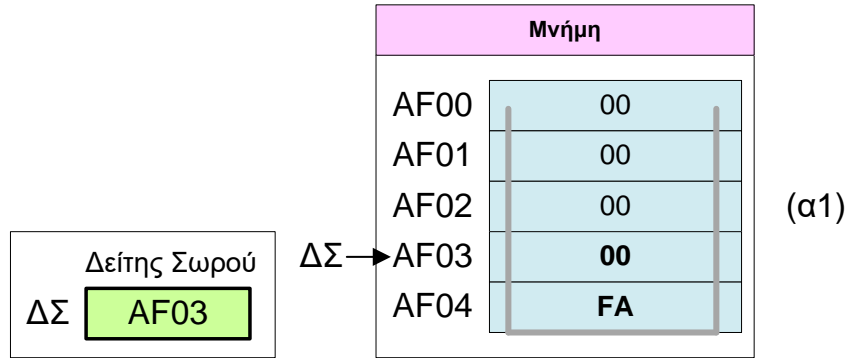 Μνήμη
AF00 00
AF01 00
AF02 00 (α1)
Δείτης Σωρού ΔΣ AF03 00
ΔΣ AF03 AF04 FA